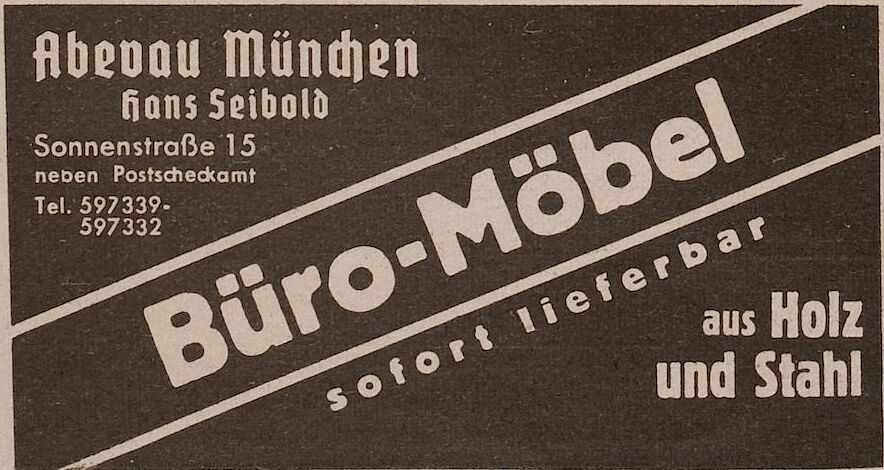 Abevau München
Hans Seibold
Sonnenstraße 15
neben Postscheckamt
Tel. 597339-
597332
Büro-Möbel
sofort lieferbar
aus Holz
und Stahl